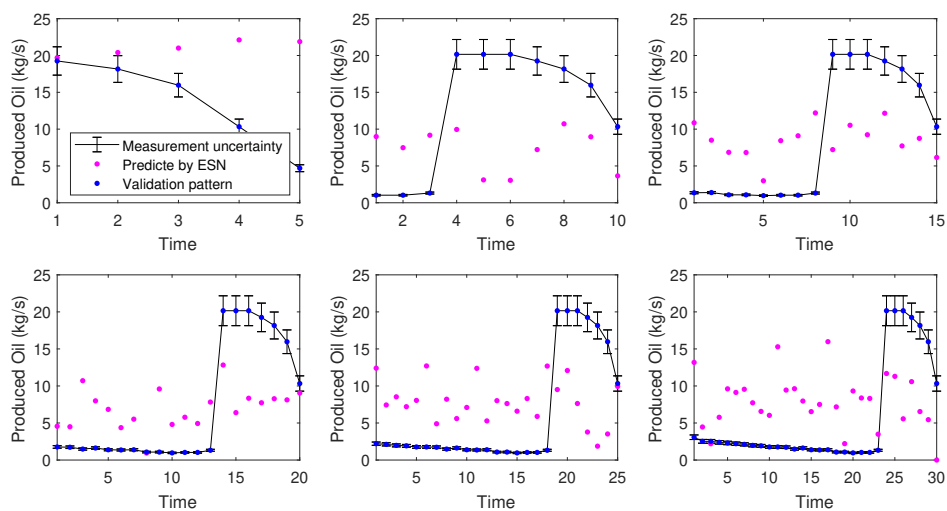 25
20
15
10
5
0
Produced Oil (kg/s)
Measurement uncertainty
Predicte by ESN
Validation pattern
1 2 3 4 5
Time
25
20
15
10
5
0
Produced Oil (kg/s)
2 4 6 8 10
Time
25
20
15
10
5
0
Produced Oil (kg/s)
5 10 15
Time
25
20
15
10
5
0
Produced Oil (kg/s)
5 10 15 20
Time
25
20
15
10
5
0
Produced Oil (kg/s)
5 10 15 20 25
Time
25
20
15
10
5
0
Produced Oil (kg/s)
5 10 15 20 25 30
Time